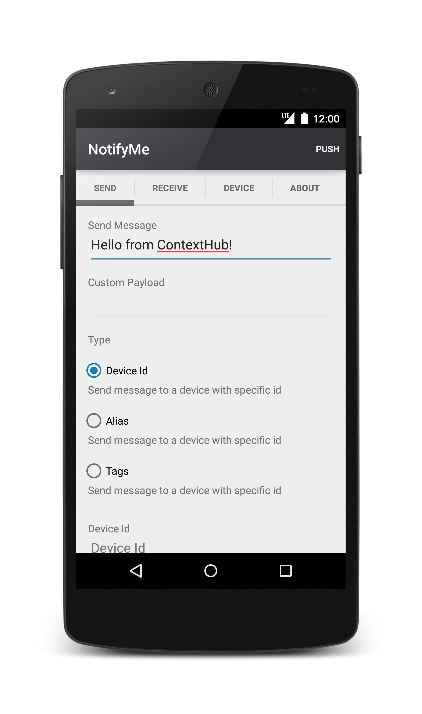 LTE 12:00
NotifyMe PUSH
SEND RECEIVE DEVICE ABOUT
Send Message
Hello from ContextHub!
Custom Payload
Type
Device Id
Send message to a device with specific id
Alias
Send message to a device with specific id
Tags
Send message to a device with specific id
Device Id
Device Id